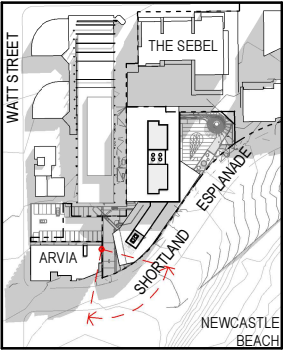 WATT STREET
THE SEBEL
SHORTLAND ESPLANADE
ARVIA
NEWCASTLE
BEACH